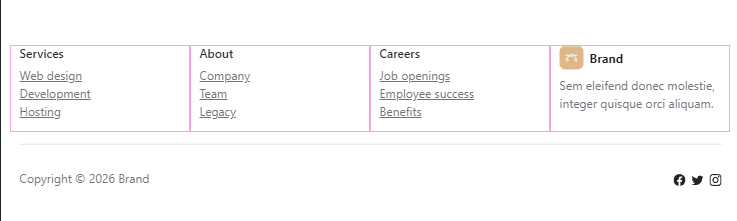 Services
Web design
Development
Hosting
About
Company
Team
Legacy
Careers
Job openings
Employee success
Benefits
Brand
Sem eleifend donec molestie,
integer quisque orci aliquam.
Copyright © 2026 Brand